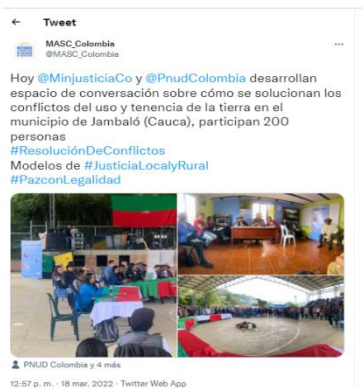 ← Tweet
MASC_Colombia
@MASC_Colombia
Hoy @MinjusticiaCo y @PnudColombia desarrollan
espacio de conversación sobre cómo se solucionan los
conflictos del uso y tenencia de la tierra en el
municipio de Jambaló (Cauca), participan 200
personas
#ResoluciónDeConflictos
Modelos de #JusticiaLocalyRural
#PazconLegalidad
PNUD Colombia y 4 más
12:57 p. m. · 18 mar. 2022 · Twitter Web App